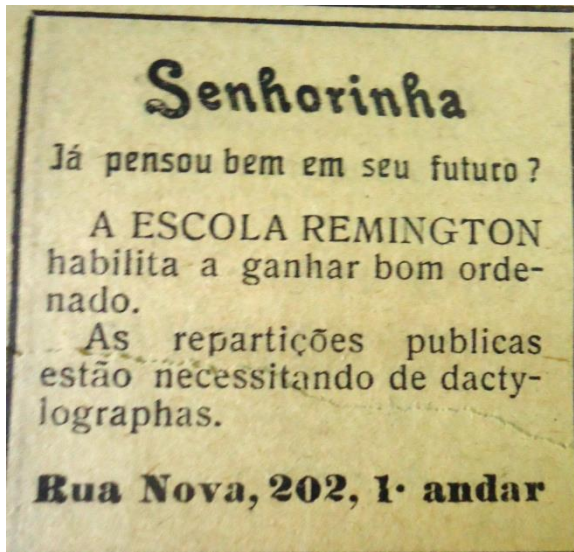 Senhorinha
Já pensou bem em seu futuro ?
A ESCOLA REMINGTON
habilita a ganhar bom orde-
nado.
As repartições publicas
estão necessitando de dacty-
lographas.
Rua Nova, 202, 1· andar